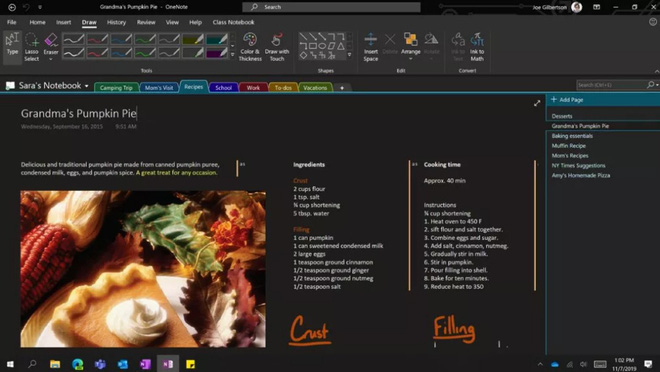 Grandma's Pumpkin Pie - OneNote
Search
Joe Gilbertson
File Home Insert Draw History Review View Help Class Notebook
Type
Lasso Select
Eraser
Color & Thickness
Draw with Touch
Insert Space
Delete
Arrange
Rotate
Ink to Text
Ink to Math
Tools
Shapes
Edit
Convert
Sara's Notebook
Camping Trip
Mom's Visit
Recipes
School
Work
To-dos
Vacations
Search (Ctrl+E)
Grandma's Pumpkin Pie
Wednesday, September 16, 2015 9:51 AM
Delicious and traditional pumpkin pie made from canned pumpkin puree,
condensed milk, eggs, and pumpkin spice. A great treat for any occasion.
Ingredients
Crust
2 cups flour
1 tsp. salt
¾ cup shortening
5 tbsp. water
Filling
1 can pumpkin
1 can sweetened condensed milk
2 large eggs
1 teaspoon ground cinnamon
1/2 teaspoon ground ginger
1/2 teaspoon ground nutmeg
1/2 teaspoon salt
Cooking time
Approx. 40 min
Instructions
¾ cup shortening
1. Heat oven to 450 F
2. sift flour and salt together.
3. Combine eggs and sugar.
4. Add salt, cinnamon, nutmeg.
5. Gradually stir in milk.
6. Stir in pumpkin.
7. Pour filling into shell.
8. Bake for ten minutes.
9. Reduce heat to 350
Crust
Filling
Add Page
Desserts
Grandma's Pumpkin Pie
Baking essentials
Muffin Recipe
Mom's Recipes
NY Times Suggestions
Amy's Homemade Pizza
1:02 PM
11/7/2019